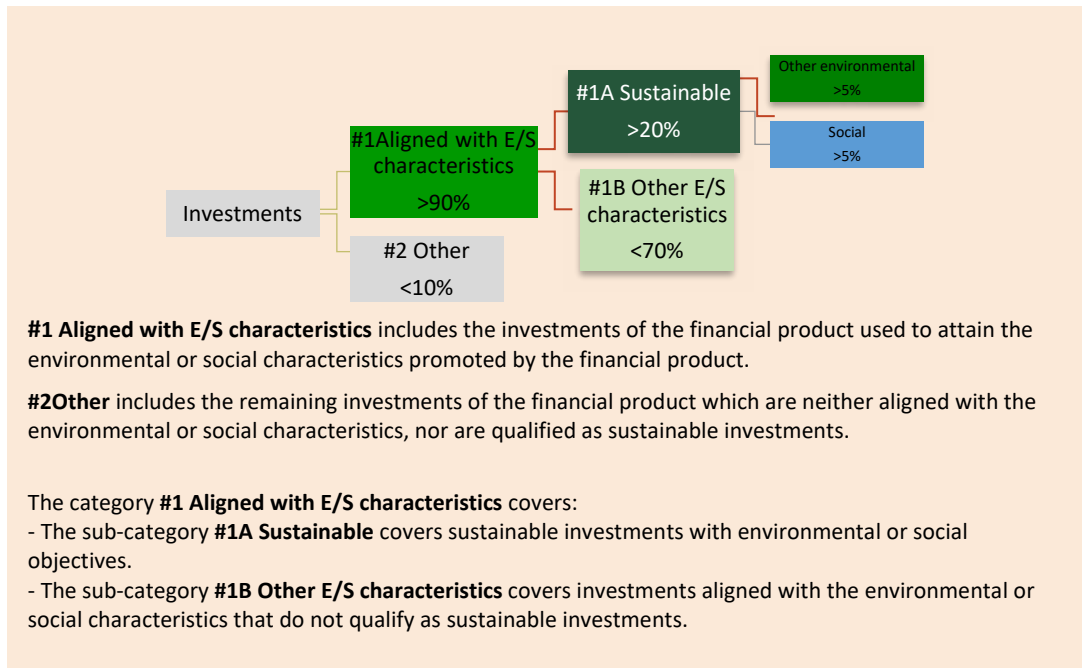 Other environmental
>5%
#1A Sustainable
>20%
Social
>5%
#1Aligned with E/S
characteristics
>90%
#1B Other E/S
characteristics
<70%
Investments
#2 Other
<10%
#1 Aligned with E/S characteristics includes the investments of the financial product used to attain the
environmental or social characteristics promoted by the financial product.
#2Other includes the remaining investments of the financial product which are neither aligned with the
environmental or social characteristics, nor are qualified as sustainable investments.
The category #1 Aligned with E/S characteristics covers:
- The sub-category #1A Sustainable covers sustainable investments with environmental or social
objectives.
- The sub-category #1B Other E/S characteristics covers investments aligned with the environmental or
social characteristics that do not qualify as sustainable investments.